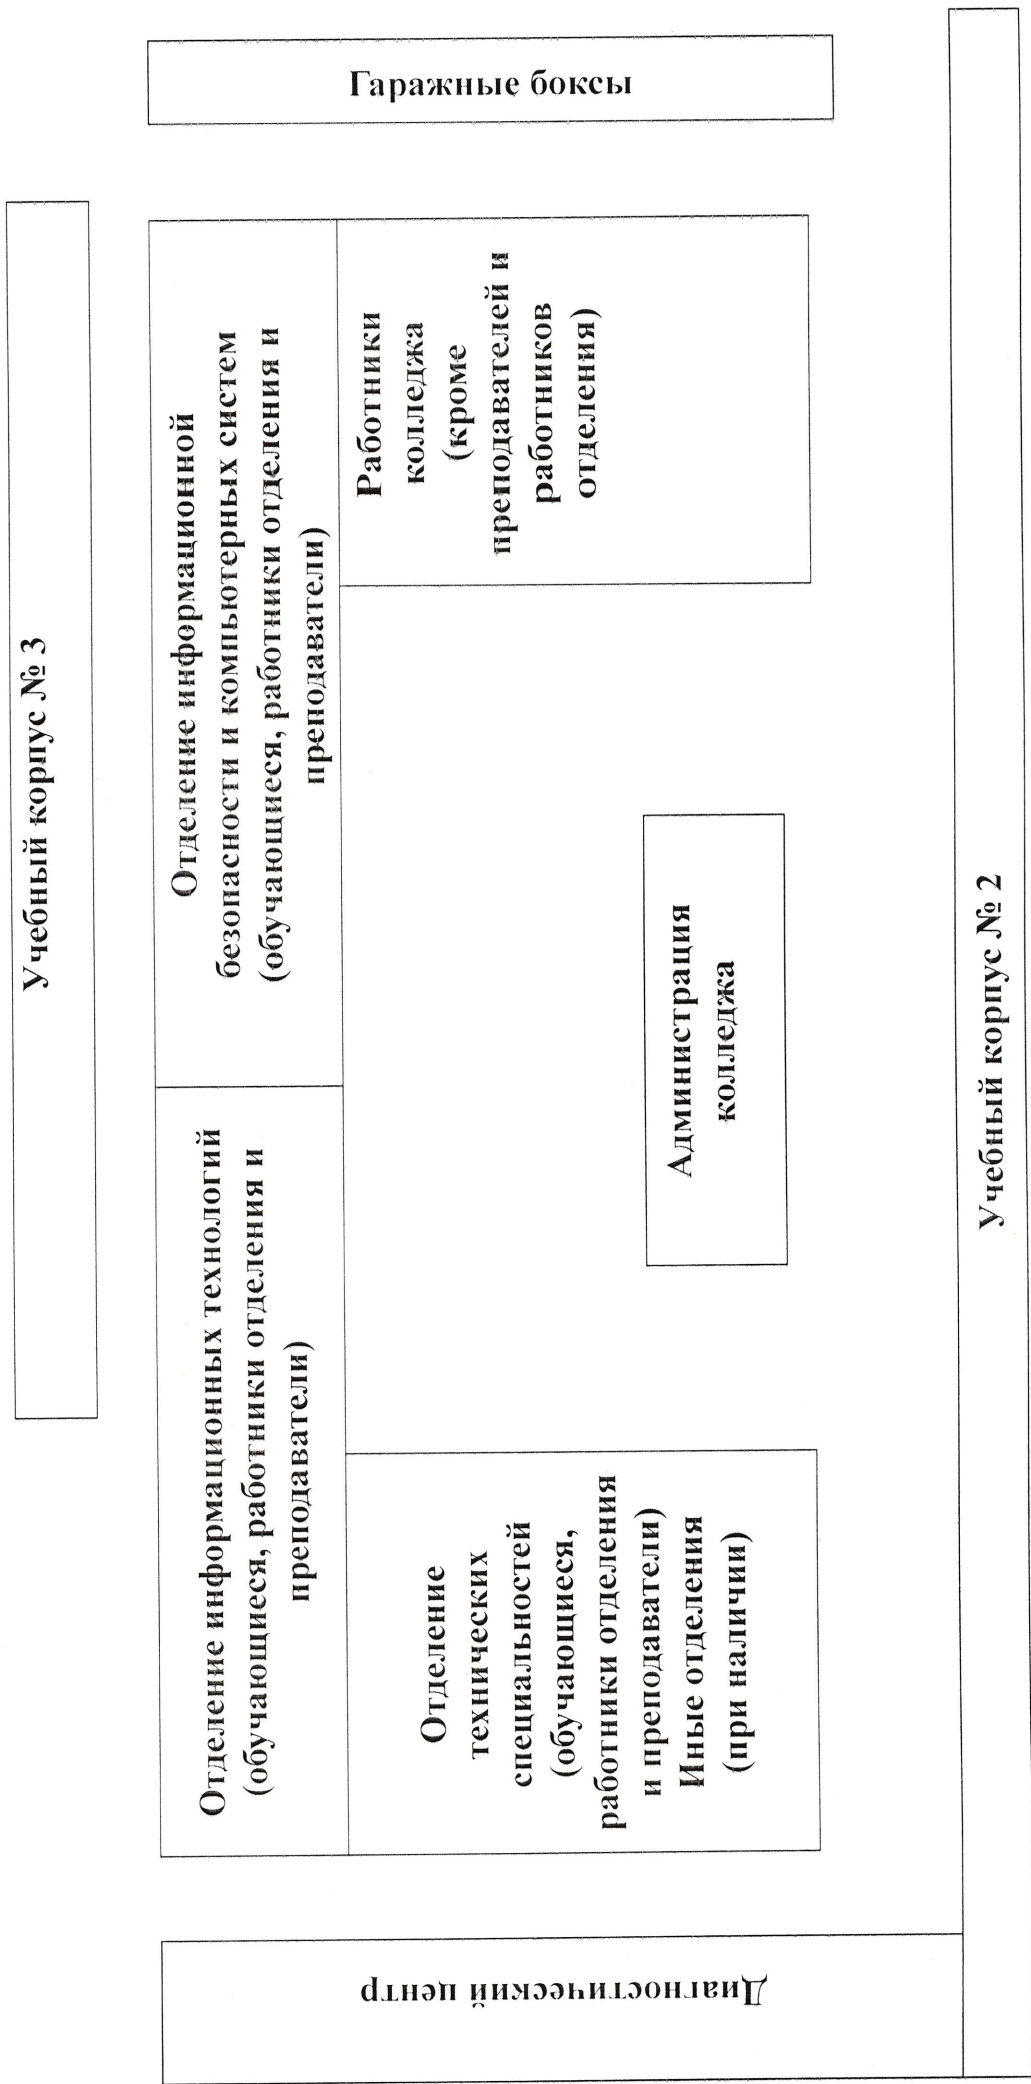 Учебный корпус № 3
Отделение информационных технологий
(обучающиеся, работники отделения и
преподаватели)
Отделение информационной
безопасности и компьютерных систем
(обучающиеся, работники отделения и
преподаватели)
Гаражные боксы
Диагностический центр
Отделение
технических
специальностей
(обучающиеся,
работники отделения
и преподаватели)
Иные отделения
(при наличии)
Администрация
колледжа
Работники
колледжа
(кроме
преподавателей и
работников
отделения)
Учебный корпус № 2